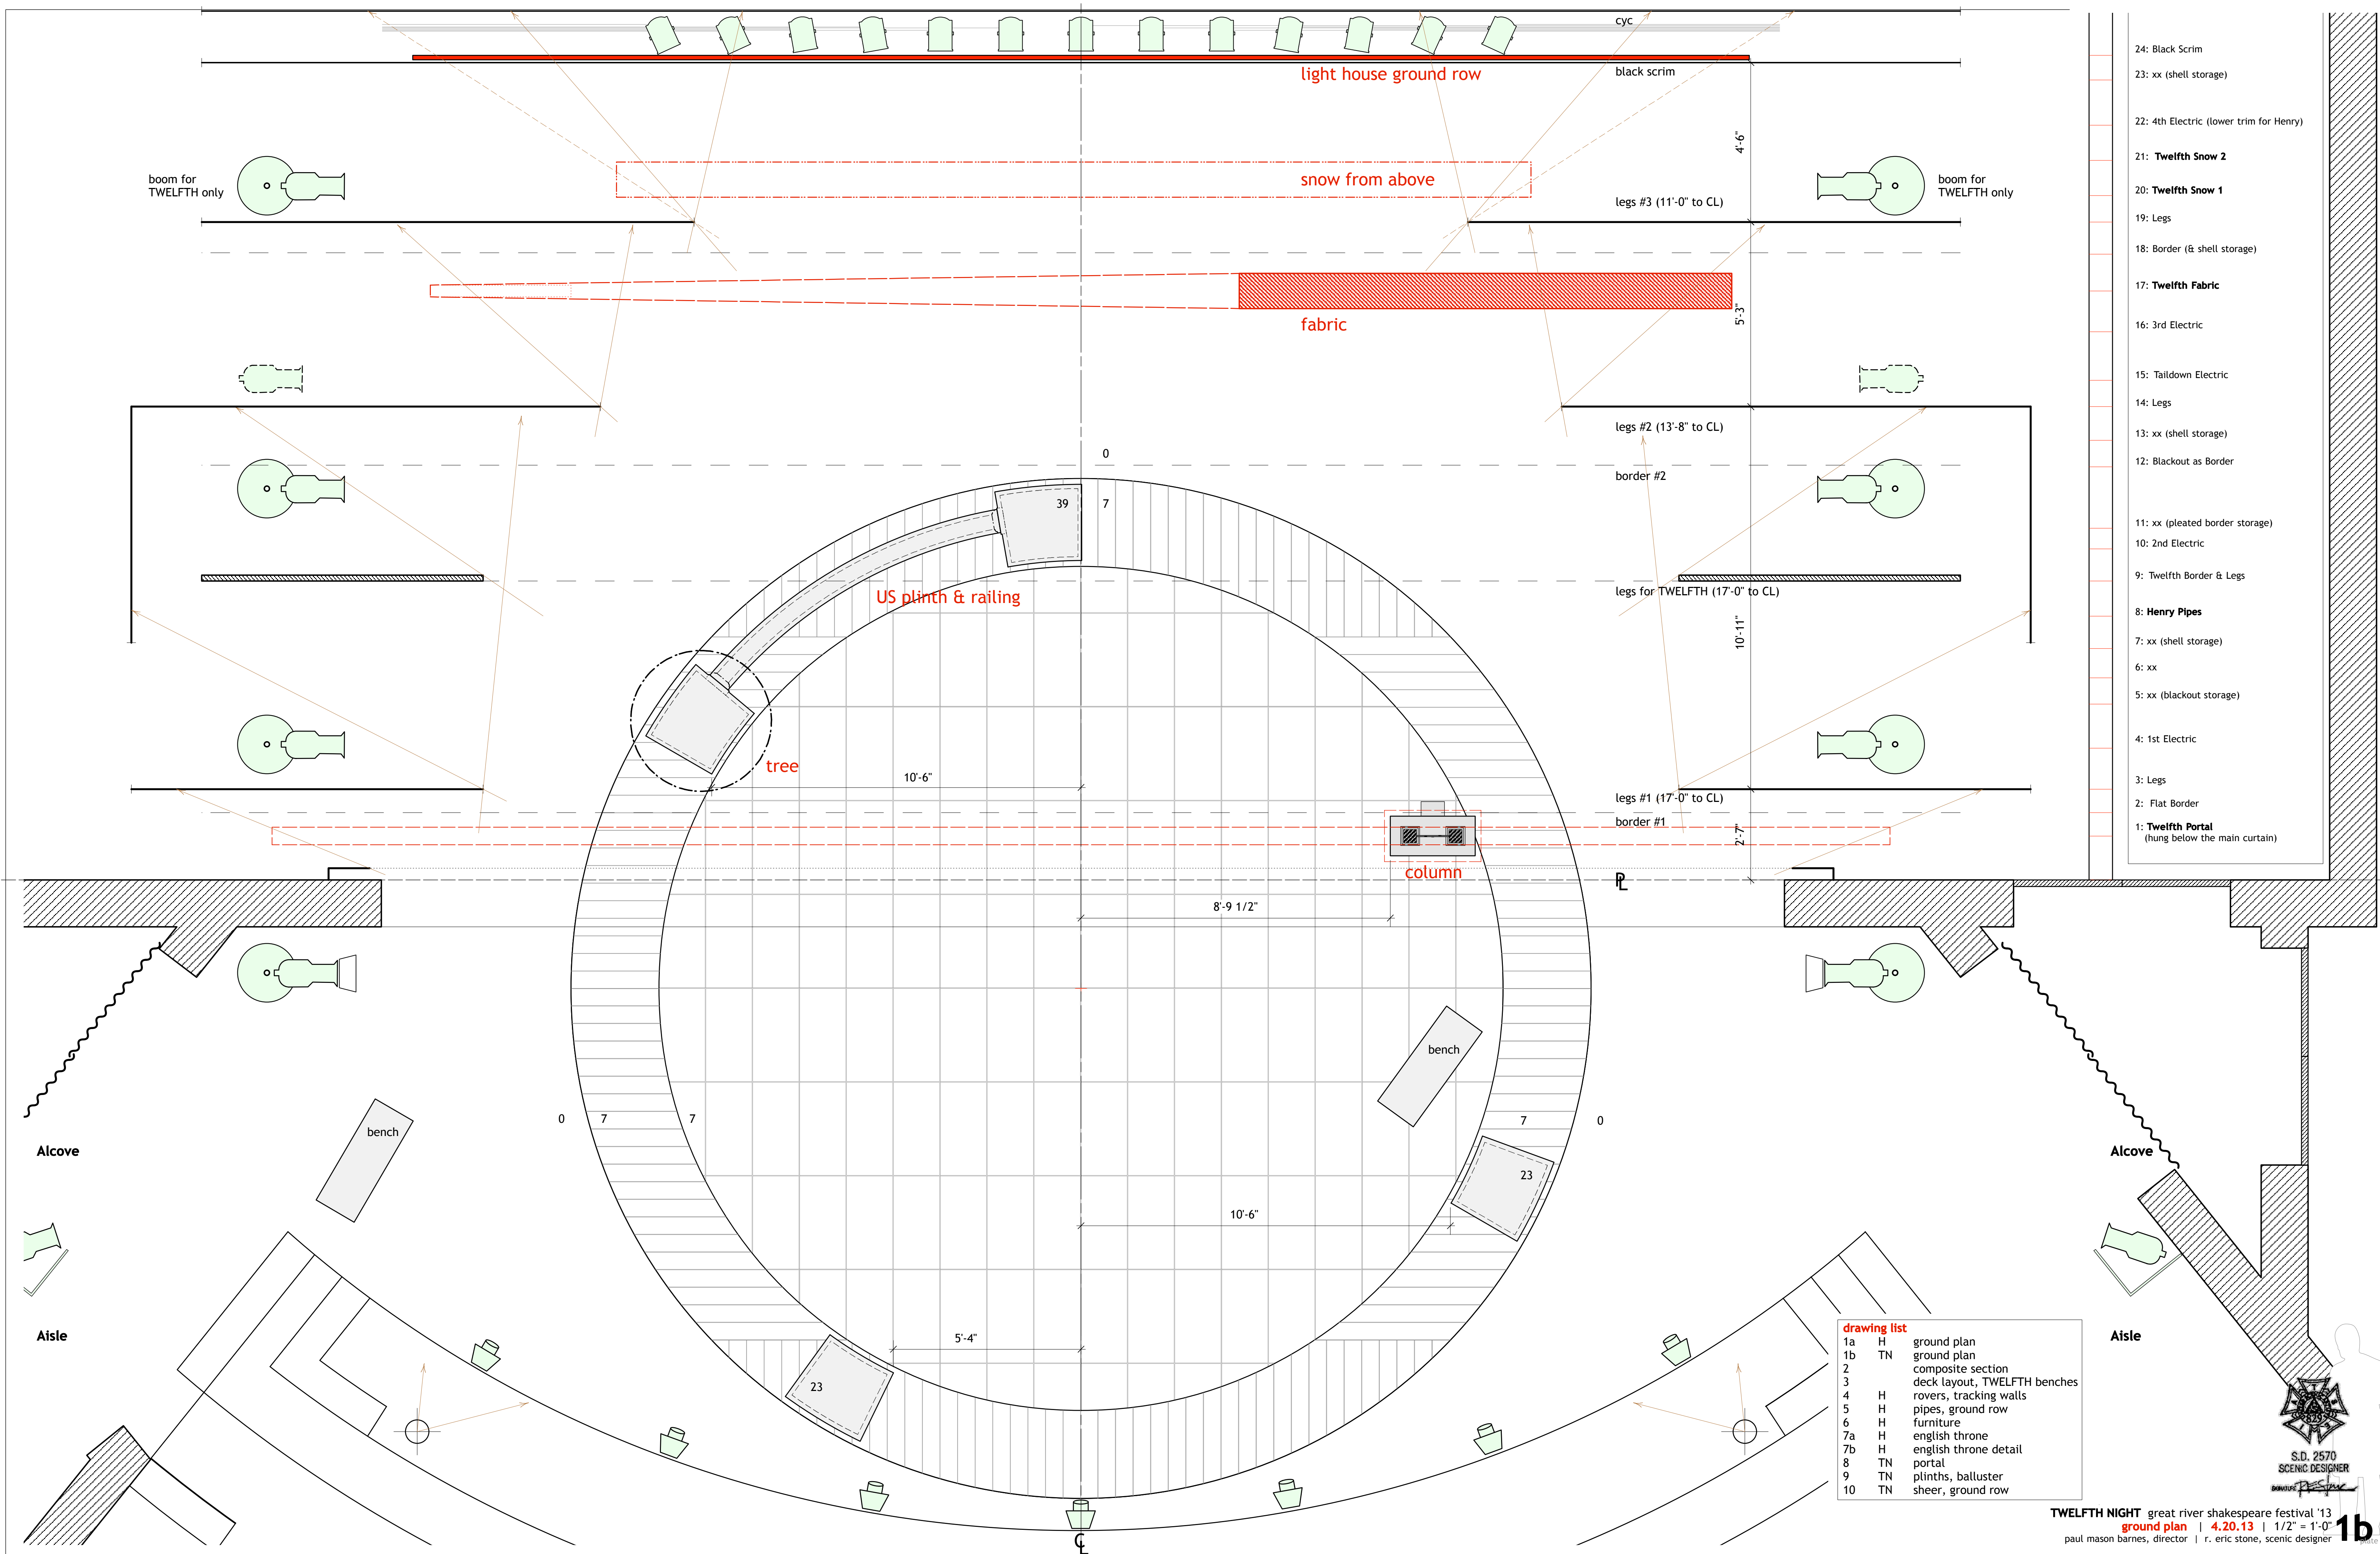 cyc
light house ground row
black scrim
4'-6"
boom for
TWELFTH only
snow from above
boom for
TWELFTH only
legs #3 (11'-0" to CL)
5'-3"
fabric
legs #2 (13'-8" to CL)
0
border #2
39
7
US plinth & railing
legs for TWELFTH (17'-0" to CL)
10'-11"
tree
10'-6"
legs #1 (17'-0" to CL)
border #1
2'-7"
column
PL
8'-9 1/2"
bench
0
7
7
7
0
bench
Alcove
Alcove
23
10'-6"
Aisle
Aisle
5'-4"
23
CL
24: Black Scrim
23: xx (shell storage)
22: 4th Electric (lower trim for Henry)
21: Twelfth Snow 2
20: Twelfth Snow 1
19: Legs
18: Border (& shell storage)
17: Twelfth Fabric
16: 3rd Electric
15: Taildown Electric
14: Legs
13: xx (shell storage)
12: Blackout as Border
11: xx (pleated border storage)
10: 2nd Electric
9: Twelfth Border & Legs
8: Henry Pipes
7: xx (shell storage)
6: xx
5: xx (blackout storage)
4: 1st Electric
3: Legs
2: Flat Border
1: Twelfth Portal
(hung below the main curtain)
drawing list
1a H ground plan
1b TN ground plan
2 composite section
3 deck layout, TWELFTH benches
4 H rovers, tracking walls
5 H pipes, ground row
6 H furniture
7a H english throne
7b H english throne detail
8 TN portal
9 TN plinths, balluster
10 TN sheer, ground row
S.D. 2570
SCENIC DESIGNER
SIGNATURE
TWELFTH NIGHT great river shakespeare festival '13
ground plan | 4.20.13 | 1/2" = 1'-0"
paul mason barnes, director | r. eric stone, scenic designer
1b
plate